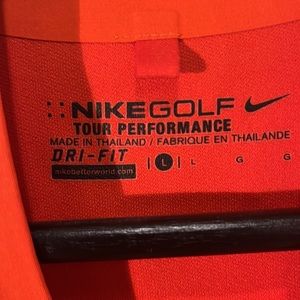 NIKEGOLF
TOUR PERFORMANCE
MADE IN THAILAND / FABRIQUE EN THAILANDE
DRI-FIT | L | L G G
nikebetterworld.com